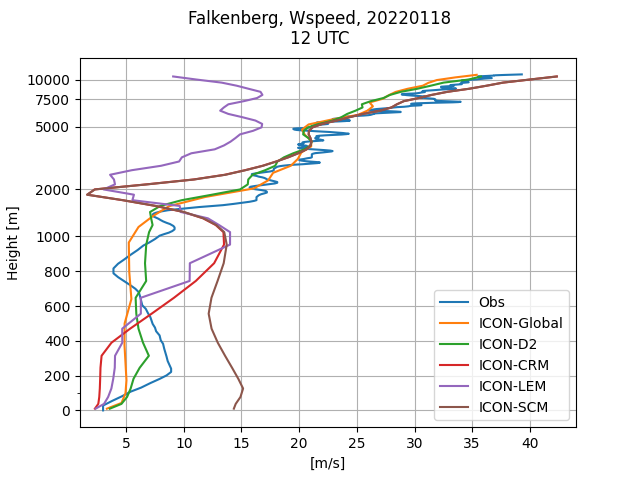 Falkenberg, Wspeed, 20220118
12 UTC
Height [m]
10000
7500
5000
2000
1000
800
600
400
200
0
Obs
ICON-Global
ICON-D2
ICON-CRM
ICON-LEM
ICON-SCM
5 10 15 20 25 30 35 40
[m/s]